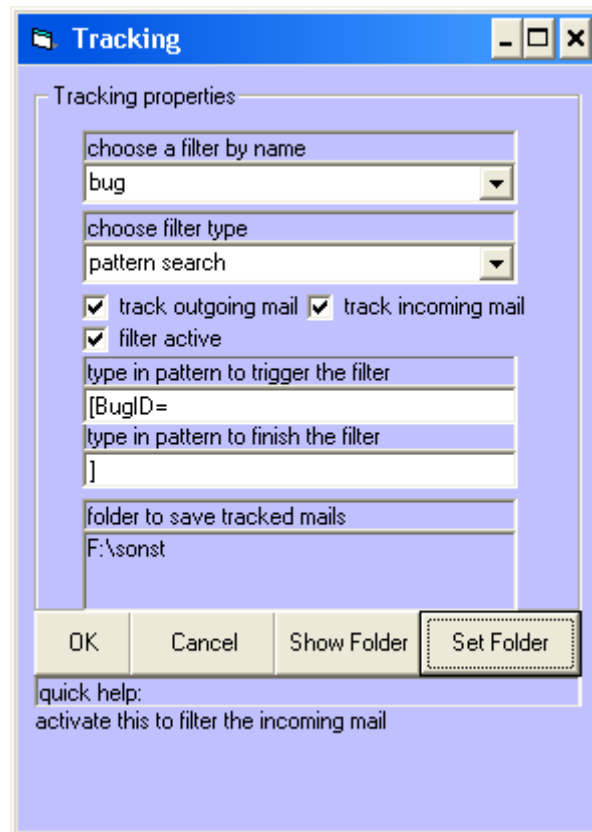 Tracking
Tracking properties
choose a filter by name
bug
choose filter type
pattern search
track outgoing mail track incoming mail
filter active
type in pattern to trigger the filter
[BugID=
type in pattern to finish the filter
]
folder to save tracked mails
F:\sonst
OK Cancel Show Folder Set Folder
quick help:
activate this to filter the incoming mail